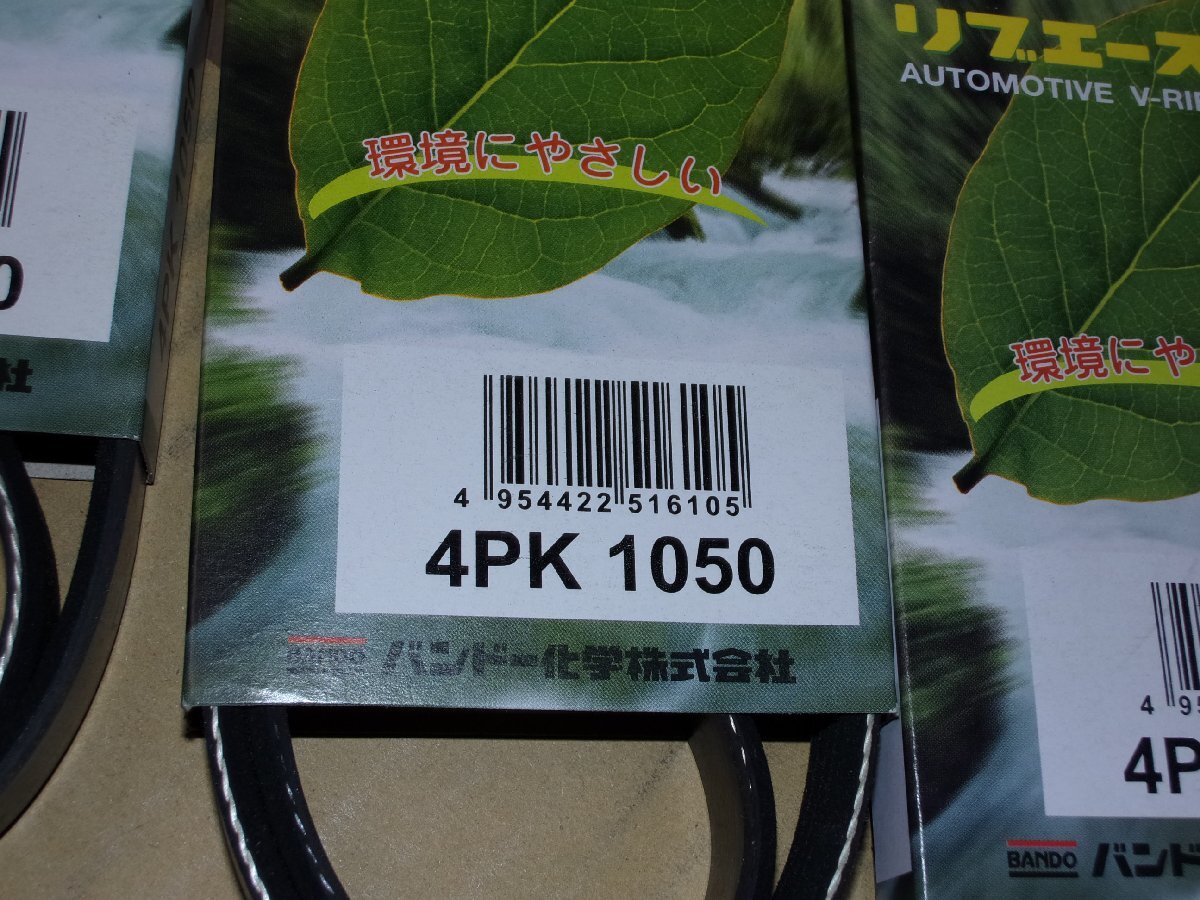 環境にやさしい
4 954422 516105
4PK 1050
BANDO バンドー化学株式会社
リブエース
AUTOMOTIVE V-RI
環境にや
4 95
4P
BANDO バンド
0
社